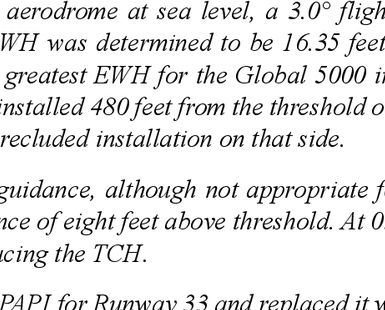 aerodrome at sea level, a 3.0° fligh
WH was determined to be 16.35 feet
greatest EWH for the Global 5000 i
installed 480 feet from the threshold o
recluded installation on that side.
guidance, although not appropriate f
nce of eight feet above threshold. At 0
ucing the TCH.
PAPI for Runway 33 and replaced it w